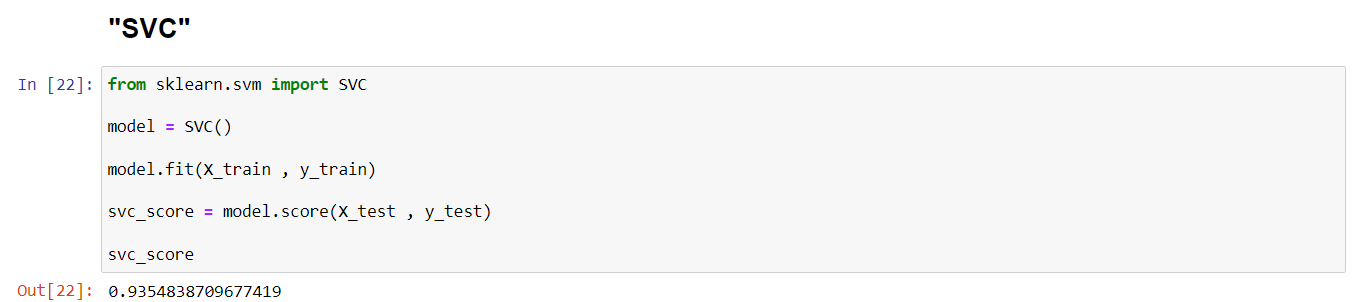 "SVC"
In [22]: from sklearn.svm import SVC
model = SVC()
model.fit(X_train , y_train)
svc_score = model.score(X_test , y_test)
svc_score
Out[22]: 0.9354838709677419